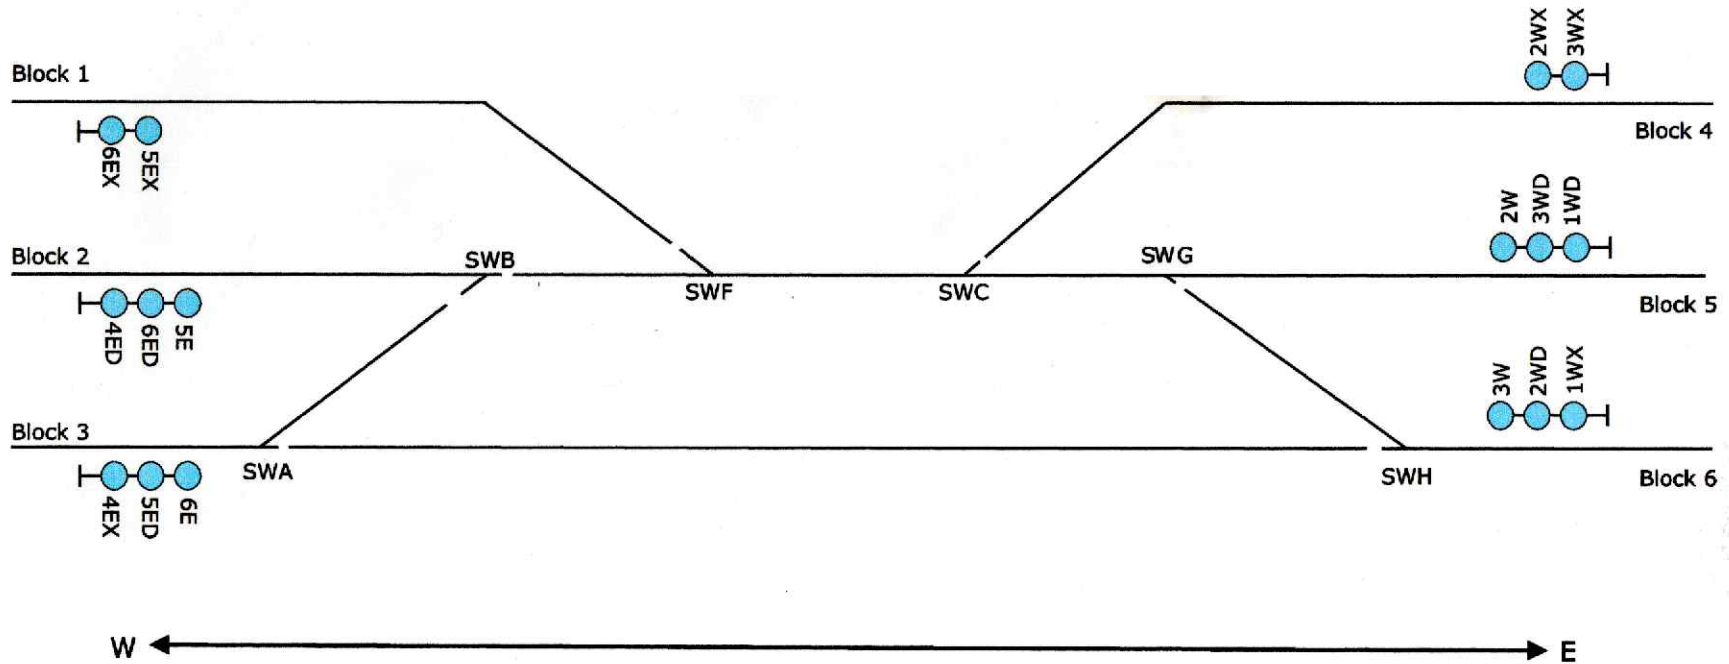 2WX
3WX
Block 1
Block 4
6EX
5EX
2W
3WD
1WD
Block 2
SWB
SWG
SWF
SWC
Block 5
4ED
6ED
5E
3W
2WD
1WX
Block 3
SWA
SWH
Block 6
4EX
5ED
6E
W
E